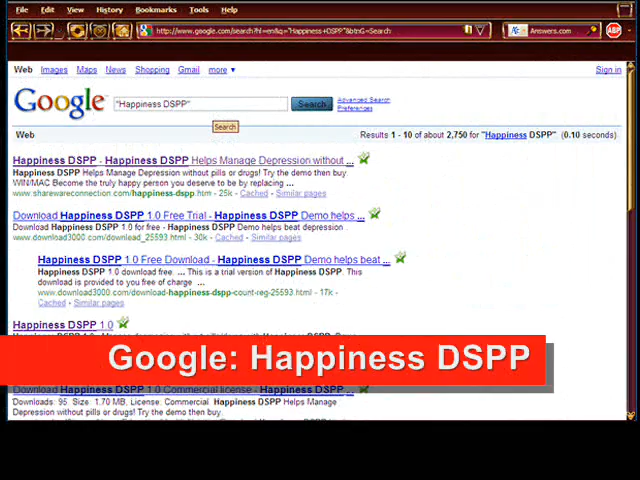 File Edit View History Bookmarks Tools Help
http://www.google.com/search?hl=en&q="Happiness+DSPP"&btnG=Search
Answers.com
ABP
Web Images Maps News Shopping Gmail more ▼ Sign in
Google "Happiness DSPP" Search Advanced Search
Preferences
Search
Web Results 1 - 10 of about 2,750 for "Happiness DSPP" (0.10 seconds)
Happiness DSPP - Happiness DSPP Helps Manage Depression without ...
Happiness DSPP Helps Manage Depression without pills or drugs! Try the demo then buy.
WIN/MAC Become the truly happy person you deserve to be by replacing ...
www.sharewareconnection.com/happiness-dspp.htm - 25k - Cached - Similar pages
Download Happiness DSPP 1.0 Free Trial - Happiness DSPP Demo helps ...
Download Happiness DSPP 1.0 for free - Happiness DSPP Demo helps beat depression .
www.download3000.com/download_25593.html - 30k - Cached - Similar pages
Happiness DSPP 1.0 Free Download - Happiness DSPP Demo helps beat ...
Happiness DSPP 1.0 download free. ... This is a trial version of Happiness DSPP. This
download is provided to you free of charge ...
www.download3000.com/download-happiness-dspp-count-reg-25593.html - 17k -
Cached - Similar pages
Happiness DSPP 1.0
Google: Happiness DSPP
Download Happiness DSPP 1.0 Commercial license - Happiness DSPP ...
Downloads: 95 Size: 1.70 MB, License: Commercial Happiness DSPP Helps Manage
Depression without pills or drugs! Try the demo then buy.